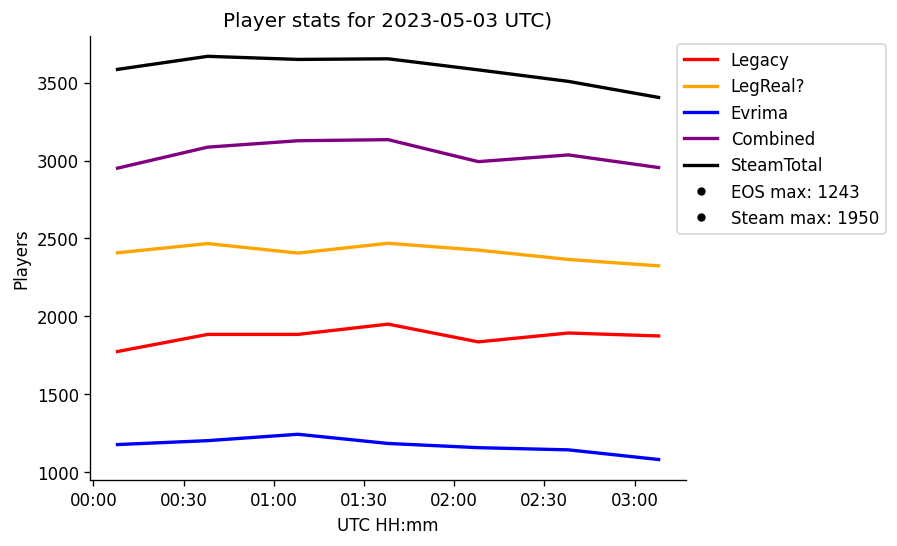 Player stats for 2023-05-03 UTC)
Legacy
LegReal?
Evrima
Combined
SteamTotal
EOS max: 1243
Steam max: 1950
Players
3500
3000
2500
2000
1500
1000
00:00 00:30 01:00 01:30 02:00 02:30 03:00
UTC HH:mm